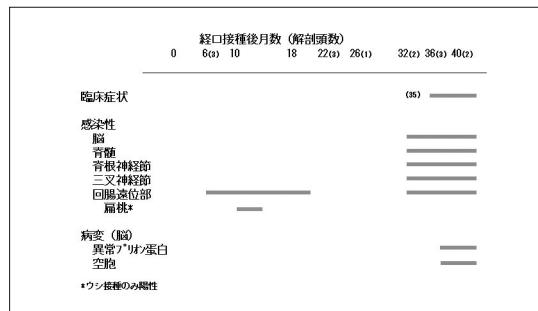 経口接種後月数（解剖頭数）
0 6(3) 10 18 22(3) 26(1) 32(2) 36(3) 40(2)
臨床症状 (35)
感染性
脳
脊髄
脊根神経節
三叉神経節
回腸遠位部
扁桃*
病変（脳）
異常ﾌﾟﾘｵﾝ蛋白
空胞
*ウシ接種のみ陽性